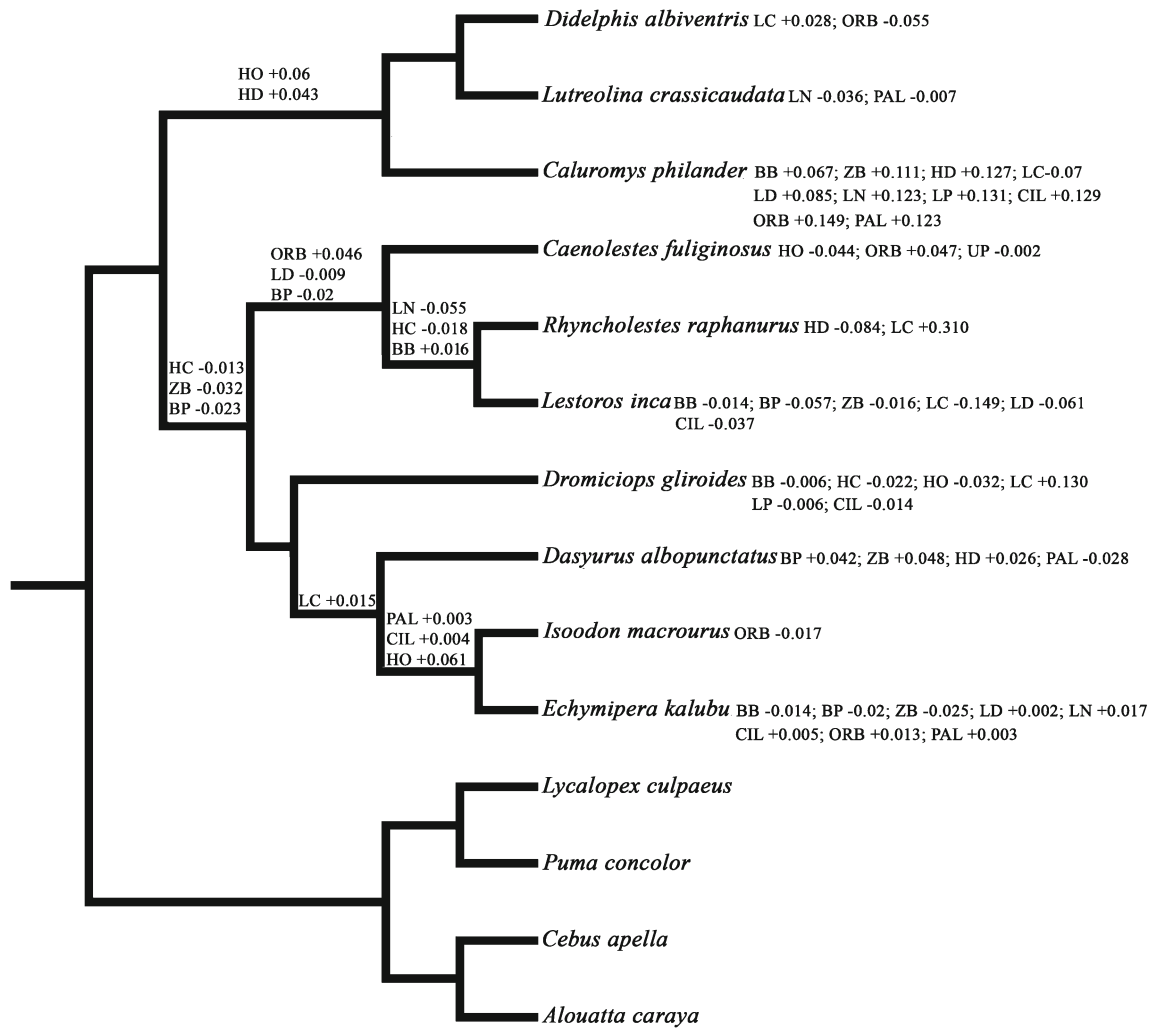 Didelphis albiventris LC +0.028; ORB -0.055
HO +0.06
HD +0.043
Lutreolina crassicaudata LN -0.036; PAL -0.007
Caluromys philander BB +0.067; ZB +0.111; HD +0.127; LC-0.07
LD +0.085; LN +0.123; LP +0.131; CIL +0.129
ORB +0.149; PAL +0.123
Caenolestes fuliginosus HO -0.044; ORB +0.047; UP -0.002
ORB +0.046
LD -0.009
BP -0.02
LN -0.055
HC -0.018
BB +0.016
Rhyncholestes raphanurus HD -0.084; LC +0.310
HC -0.013
ZB -0.032
BP -0.023
Lestoros inca BB -0.014; BP -0.057; ZB -0.016; LC -0.149; LD -0.061
CIL -0.037
Dromiciops gliroides BB -0.006; HC -0.022; HO -0.032; LC +0.130
LP -0.006; CIL -0.014
Dasyurus albopunctatus BP +0.042; ZB +0.048; HD +0.026; PAL -0.028
LC +0.015
PAL +0.003
CIL +0.004
HO +0.061
Isoodon macrourus ORB -0.017
Echymipera kalubu BB -0.014; BP -0.02; ZB -0.025; LD +0.002; LN +0.017
CIL +0.005; ORB +0.013; PAL +0.003
Lycalopex culpaeus
Puma concolor
Cebus apella
Alouatta caraya